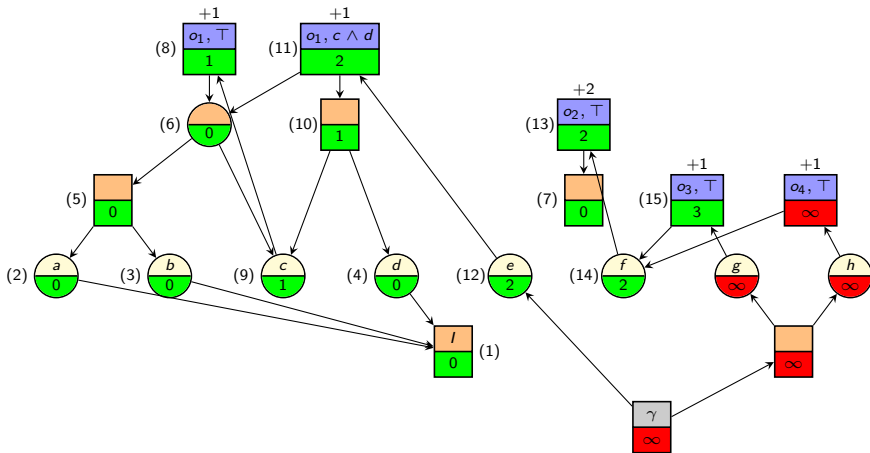 +1 +1
(8) o₁, ⊤ (11) o₁, c ∧ d
1 2
+2
(6) 0 (10) 1 (13) o₂, ⊤
2
+1 +1
(5) 0 (7) 0 (15) o₃, ⊤ o₄, ⊤
3 ∞
(2) a (3) b (9) c (4) d (12) e (14) f g h
0 0 1 0 2 2 ∞ ∞
I (1)
0 ∞
γ
∞